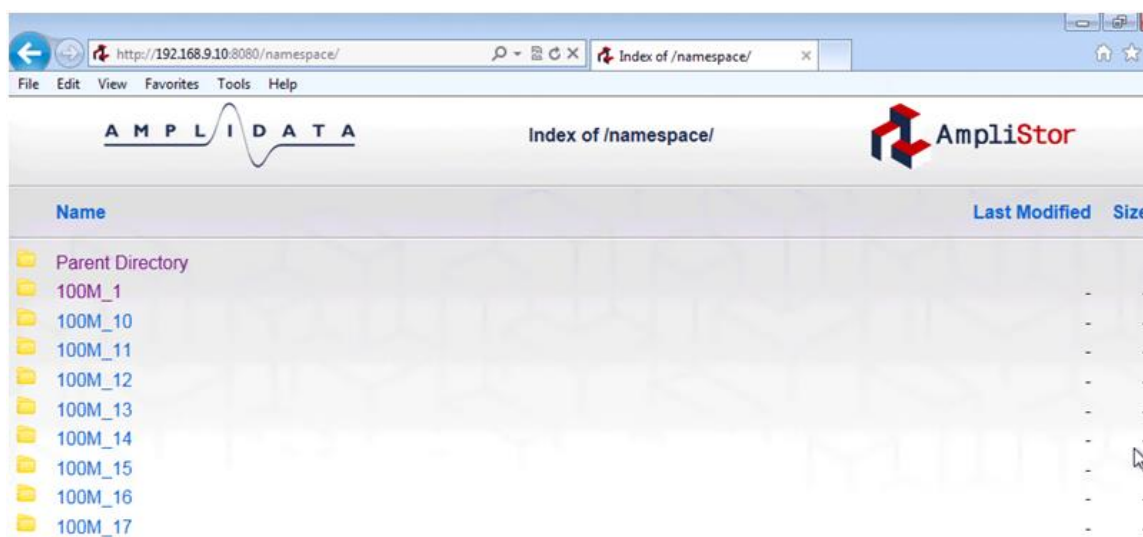 http://192.168.9.10:8080/namespace/
Index of /namespace/
File Edit View Favorites Tools Help
AMPLIDATA
Index of /namespace/
AmpliStor
Name Last Modified Size
Parent Directory
100M_1 -
100M_10 -
100M_11 -
100M_12 -
100M_13 -
100M_14 -
100M_15 -
100M_16 -
100M_17 -